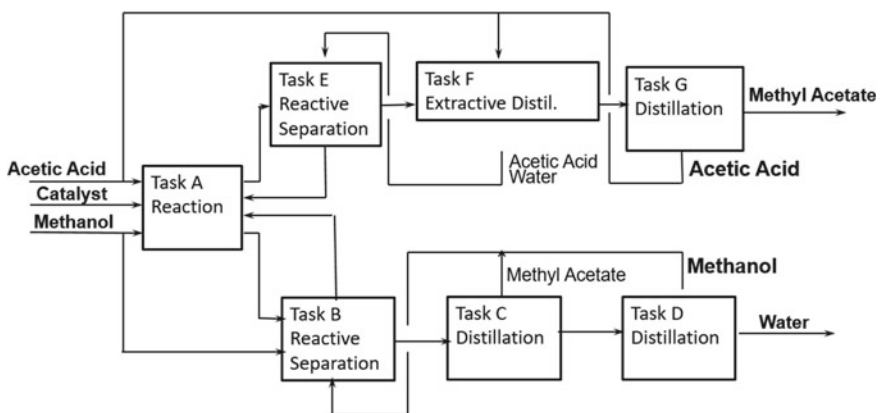 Task E
Reactive
Separation
Task F
Extractive Distil.
Task G
Distillation
Methyl Acetate
Acetic Acid
Catalyst
Methanol
Task A
Reaction
Acetic Acid
Water
Acetic Acid
Task B
Reactive
Separation
Methyl Acetate
Methanol
Task C
Distillation
Task D
Distillation
Water